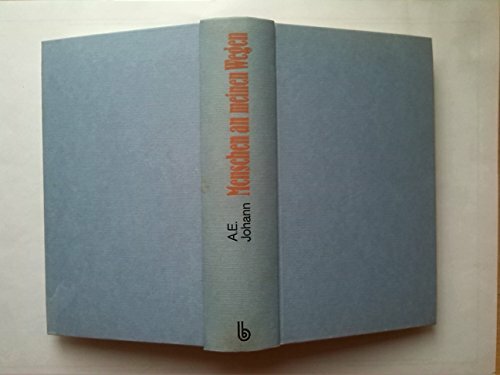 A.E.
Johann
Menschen an meinen Wegen